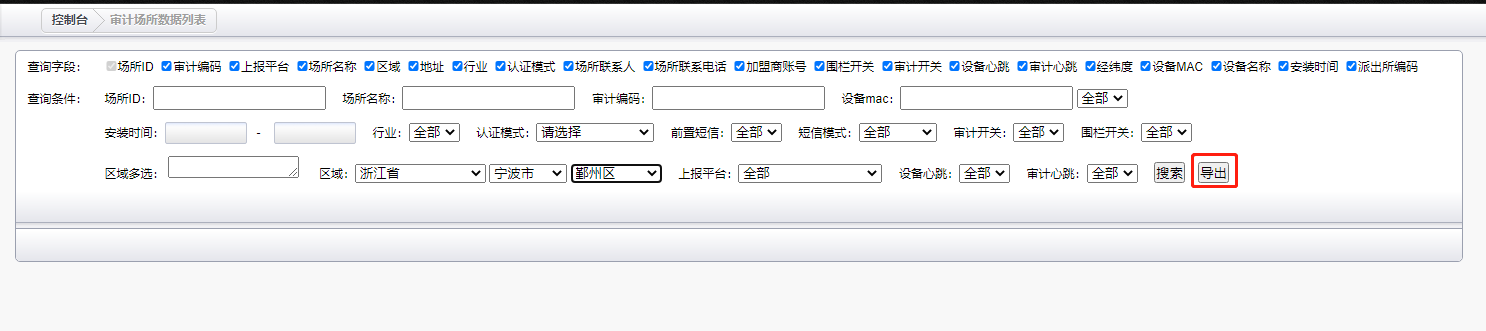 控制台 审计场所数据列表
查询字段: 场所ID 审计编码 上报平台 场所名称 区域 地址 行业 认证模式 场所联系人 场所联系电话 加盟商账号 围栏开关 审计开关 设备心跳 审计心跳 经纬度 设备MAC 设备名称 安装时间 派出所编码
查询条件: 场所ID: 场所名称: 审计编码: 设备mac: 全部
安装时间: - 行业: 全部 认证模式: 请选择 前置短信: 全部 短信模式: 全部 审计开关: 全部 围栏开关: 全部
区域多选: 区域: 浙江省 宁波市 鄞州区 上报平台: 全部 设备心跳: 全部 审计心跳: 全部 搜索 导出